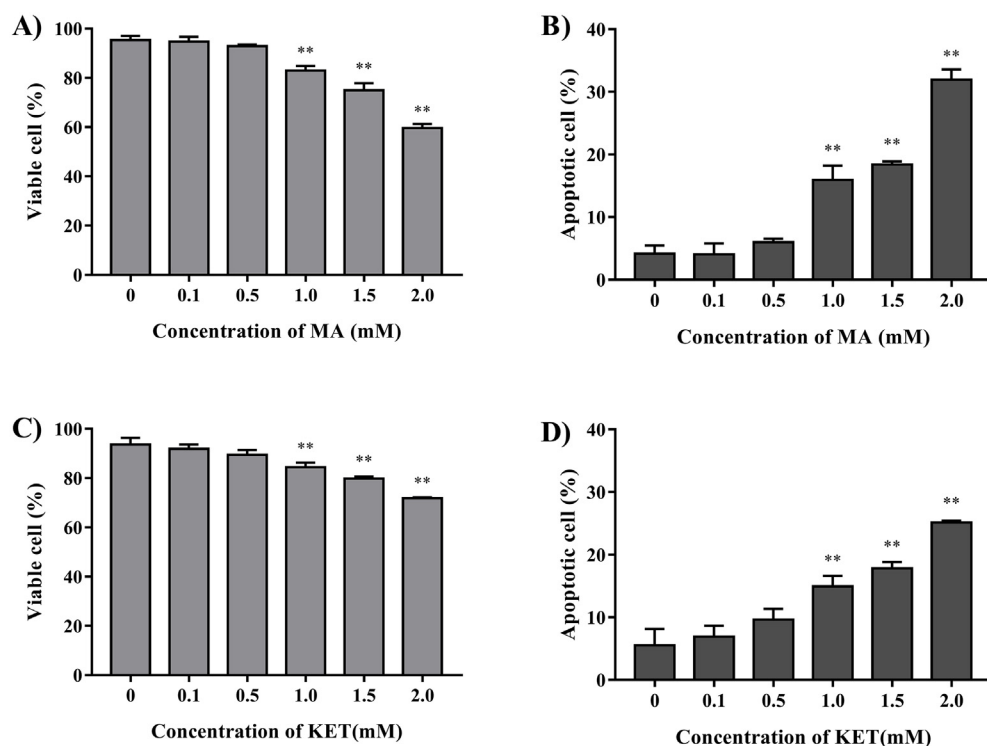 A)
Viable cell (%)
100
80
60
40
20
0
** ** **
0 0.1 0.5 1.0 1.5 2.0
Concentration of MA (mM)
B)
Apoptotic cell (%)
40
30
20
10
0
** ** **
0 0.1 0.5 1.0 1.5 2.0
Concentration of MA (mM)
C)
Viable cell (%)
100
80
60
40
20
0
** ** **
0 0.1 0.5 1.0 1.5 2.0
Concentration of KET(mM)
D)
Apoptotic cell (%)
40
30
20
10
0
** ** **
0 0.1 0.5 1.0 1.5 2.0
Concentration of KET(mM)